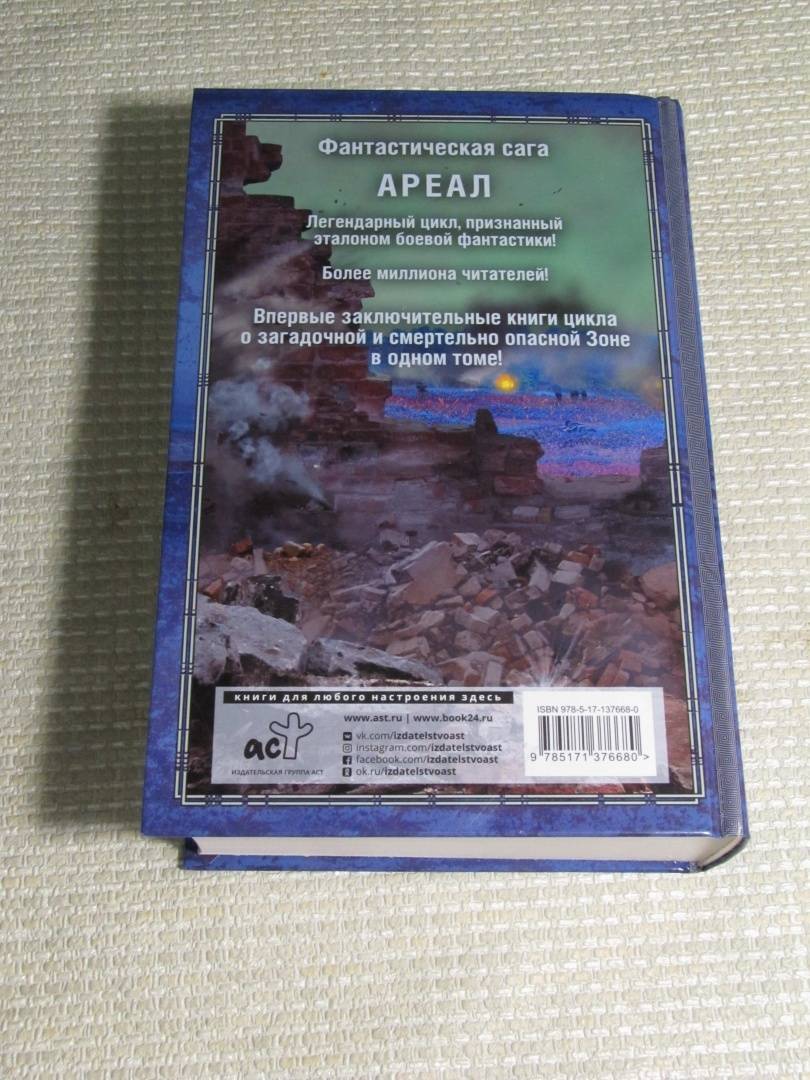 Фантастическая сага
АРЕАЛ
Легендарный цикл, признанный
эталоном боевой фантастики!
Более миллиона читателей!
Впервые заключительные книги цикла
о загадочной и смертельно опасной Зоне
в одном томе!
книги для любого настроения здесь
www.ast.ru | www.book24.ru
vk.com/izdatelstvoast
instagram.com/izdatelstvoast
facebook.com/izdatelstvoast
ok.ru/izdatelstvoast
аст
ИЗДАТЕЛЬСКАЯ ГРУППА АСТ
ISBN 978-5-17-137668-0
9 785171 376680>